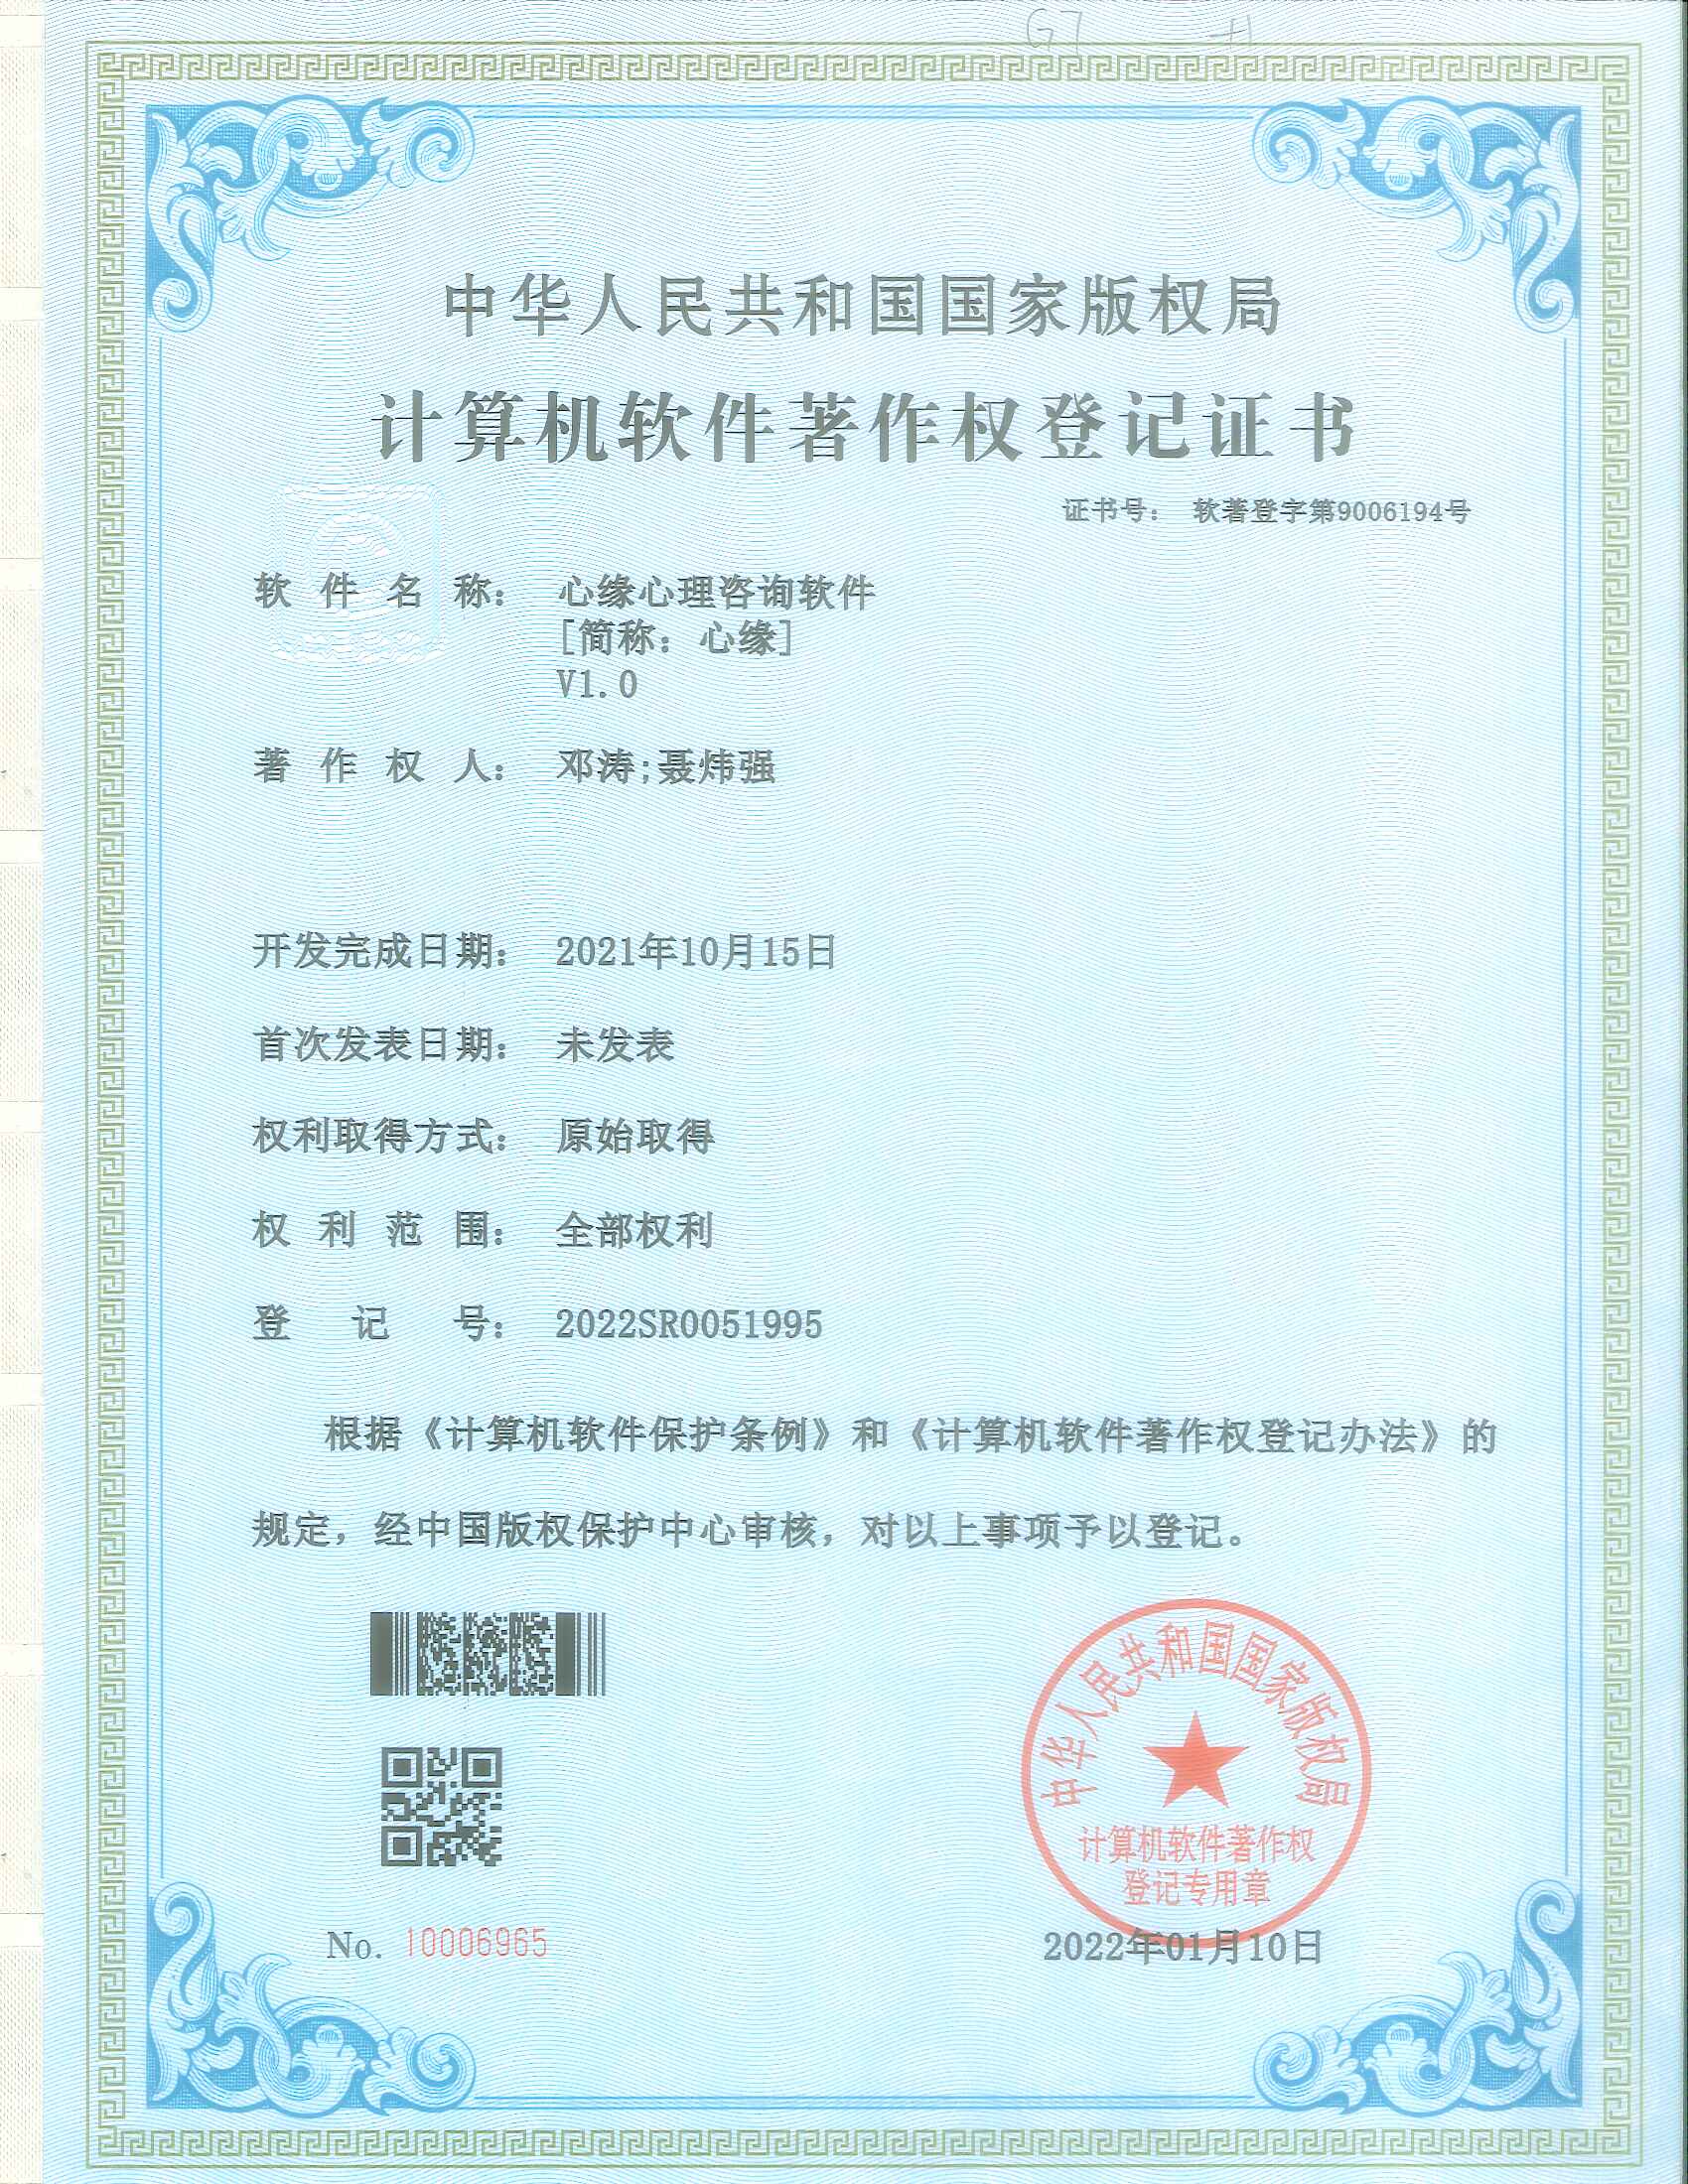 G7 +1
中华人民共和国国家版权局
计算机软件著作权登记证书
证书号： 软著登字第9006194号
软件名称： 心缘心理咨询软件
[简称：心缘]
V1.0
著作权人： 邓涛;聂炜强
开发完成日期： 2021年10月15日
首次发表日期： 未发表
权利取得方式： 原始取得
权利范围： 全部权利
登记号： 2022SR0051995
根据《计算机软件保护条例》和《计算机软件著作权登记办法》的
规定，经中国版权保护中心审核，对以上事项予以登记。
中华人民共和国国家版权局
计算机软件著作权
登记专用章
No. 10006965
2022年01月10日